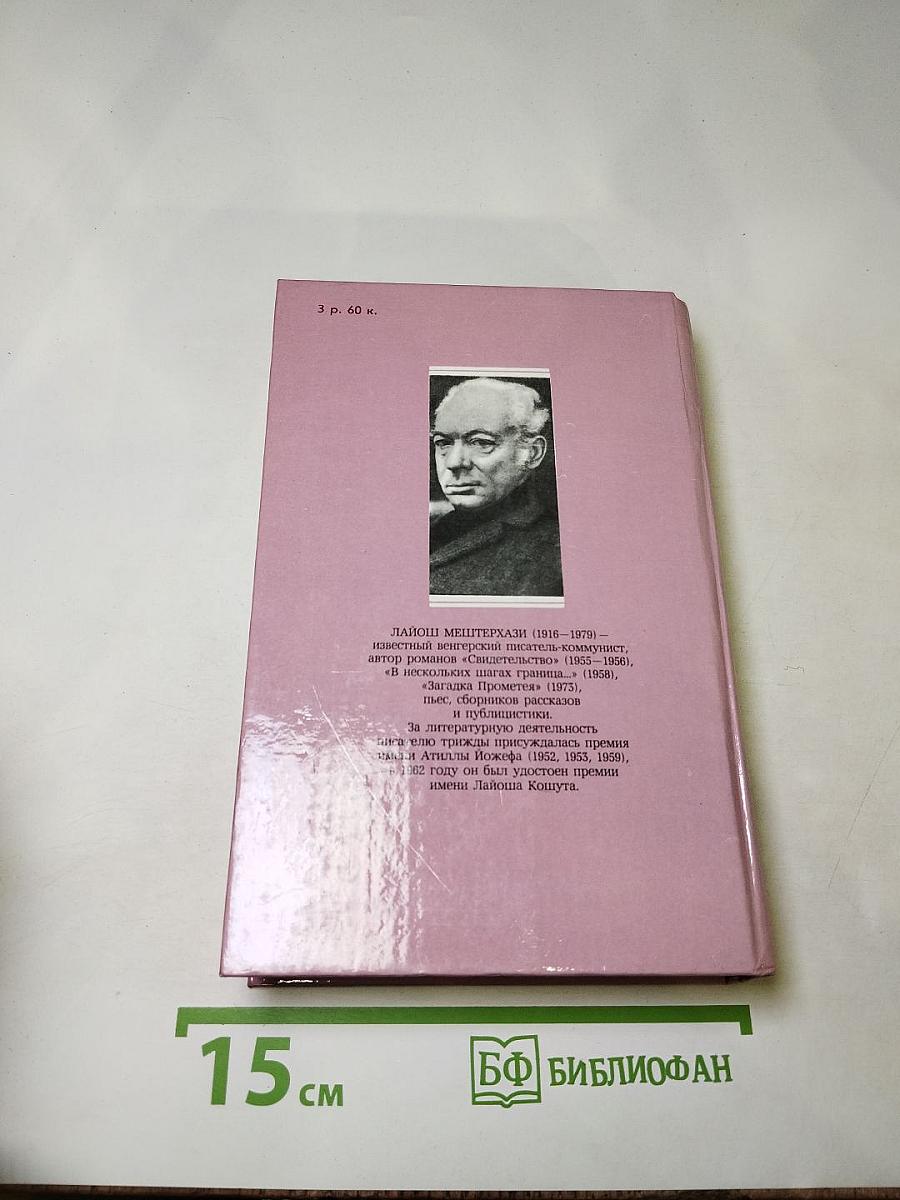 3 р. 60 к.
ЛАЙОШ МЕШТЕРХАЗИ (1916—1979) —
известный венгерский писатель-коммунист,
автор романов «Свидетельство» (1955—1956),
«В нескольких шагах граница...» (1958),
«Загадка Прометея» (1973),
пьес, сборников рассказов
и публицистики.
За литературную деятельность
писателю трижды присуждалась премия
имени Атиллы Йожефа (1952, 1953, 1959),
в 1962 году он был удостоен премии
имени Лайоша Кошута.
15 см
БФ БИБЛИОФАН